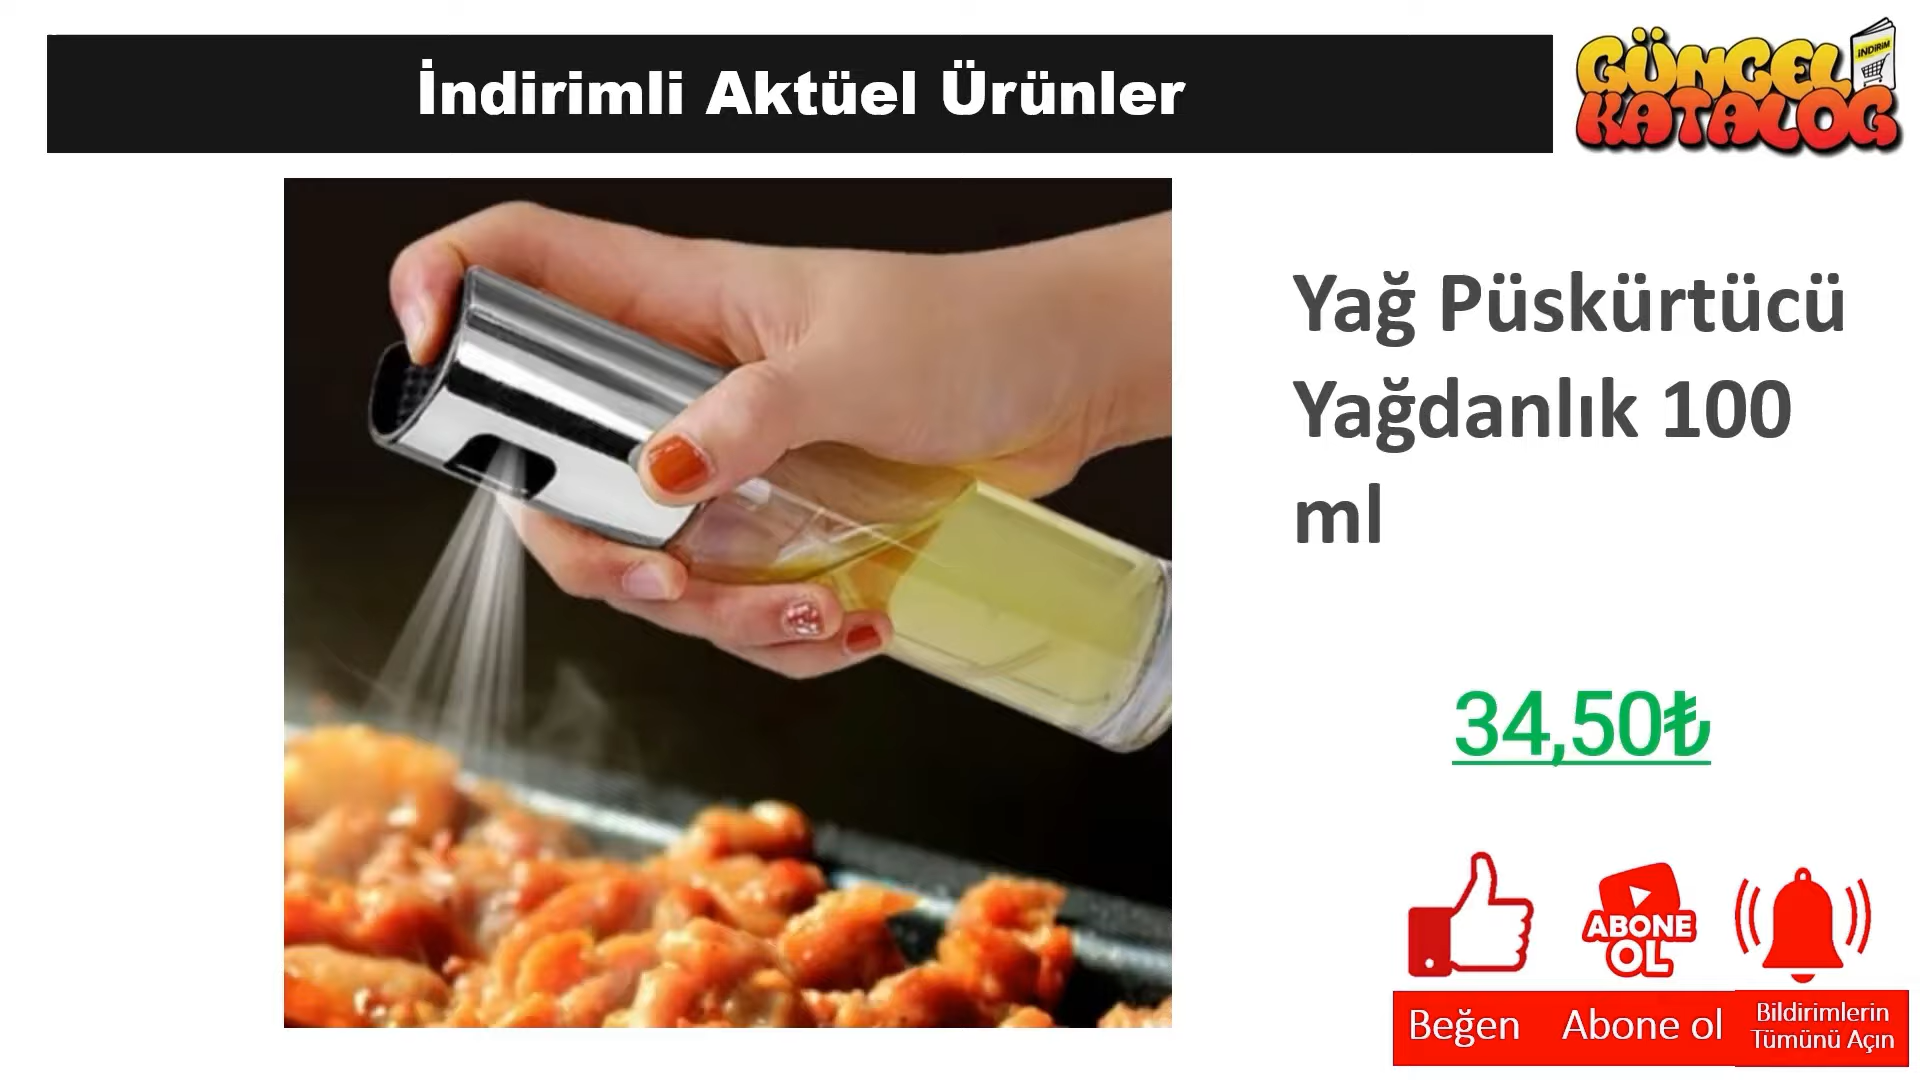 İndirimli Aktüel Ürünler
GÜNCEL
İNDİRİM
KATALOG
Yağ Püskürtücü
Yağdanlık 100
ml
34,50₺
ABONE
OL
Beğen
Abone ol
Bildirimlerin
Tümünü Açın